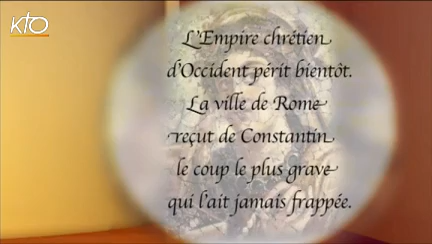 KTO
L'Empire chrétien
d'Occident périt bientôt.
La ville de Rome
reçut de Constantin
le coup le plus grave
qui l'ait jamais frappée.